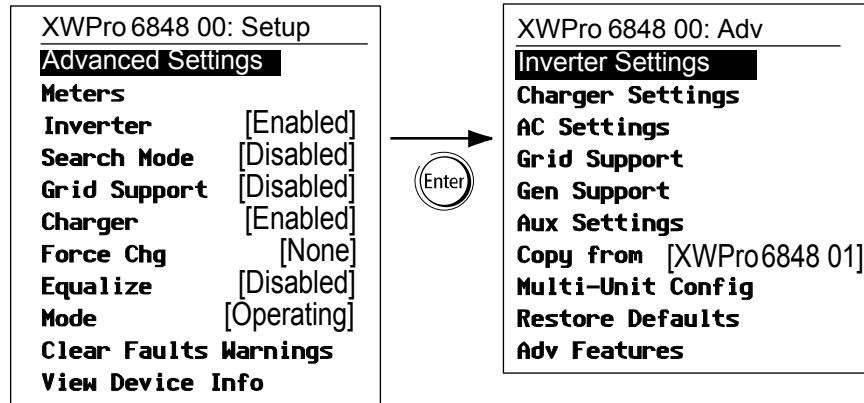 XWPro 6848 00: Setup
Advanced Settings
Meters
Inverter [Enabled]
Search Mode [Disabled]
Grid Support [Disabled]
Charger [Enabled]
Force Chg [None]
Equalize [Disabled]
Mode [Operating]
Clear Faults Warnings
View Device Info
Enter
XWPro 6848 00: Adv
Inverter Settings
Charger Settings
AC Settings
Grid Support
Gen Support
Aux Settings
Copy from [XWPro6848 01]
Multi-Unit Config
Restore Defaults
Adv Features